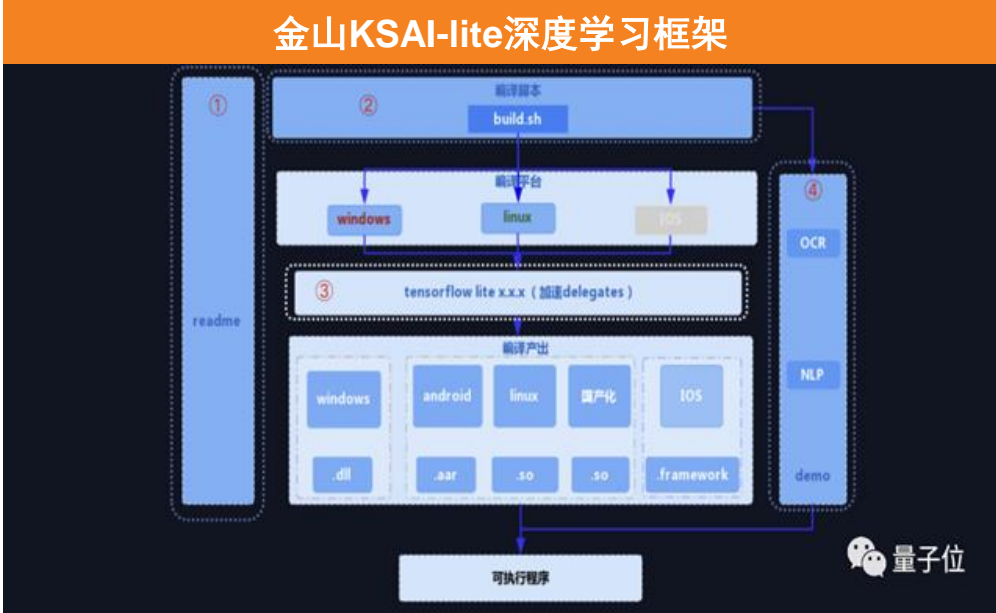 金山KSAI-lite深度学习框架
①
readme
②
编译脚本
build.sh
编译平台
windows
linux
IOS
③
tensorflow lite x.x.x（加速delegates）
编译产出
windows
android
linux
国产化
IOS
.dll
.aar
.so
.so
.framework
④
OCR
NLP
demo
可执行程序
量子位